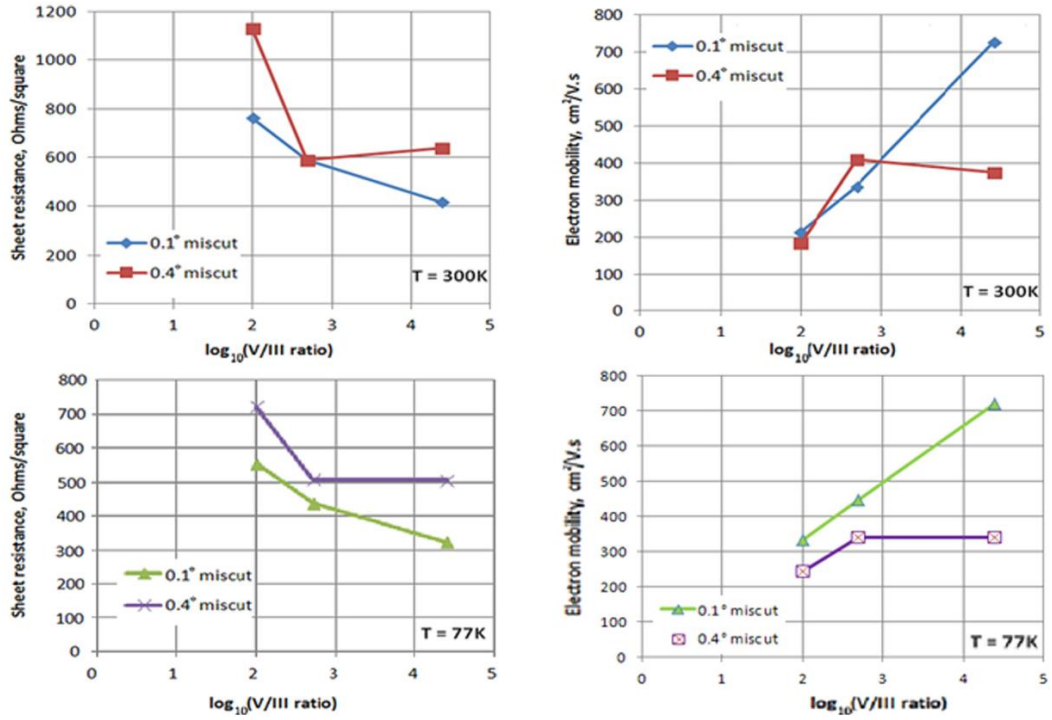 Sheet resistance, Ohms/square
1200
1000
800
600
400
200
0
0.1° miscut
0.4° miscut
T = 300K
0 1 2 3 4 5
log10(V/III ratio)
Electron mobility, cm²/V.s
800
700
600
500
400
300
200
100
0
0.1° miscut
0.4° miscut
T = 300K
0 1 2 3 4 5
log10(V/III ratio)
Sheet resistance, Ohms/square
800
700
600
500
400
300
200
100
0
0.1° miscut
0.4° miscut
T = 77K
0 1 2 3 4 5
log10(V/III ratio)
Electron mobility, cm²/V.s
800
700
600
500
400
300
200
100
0
0.1° miscut
0.4° miscut
T = 77K
0 1 2 3 4 5
log10(V/III ratio)